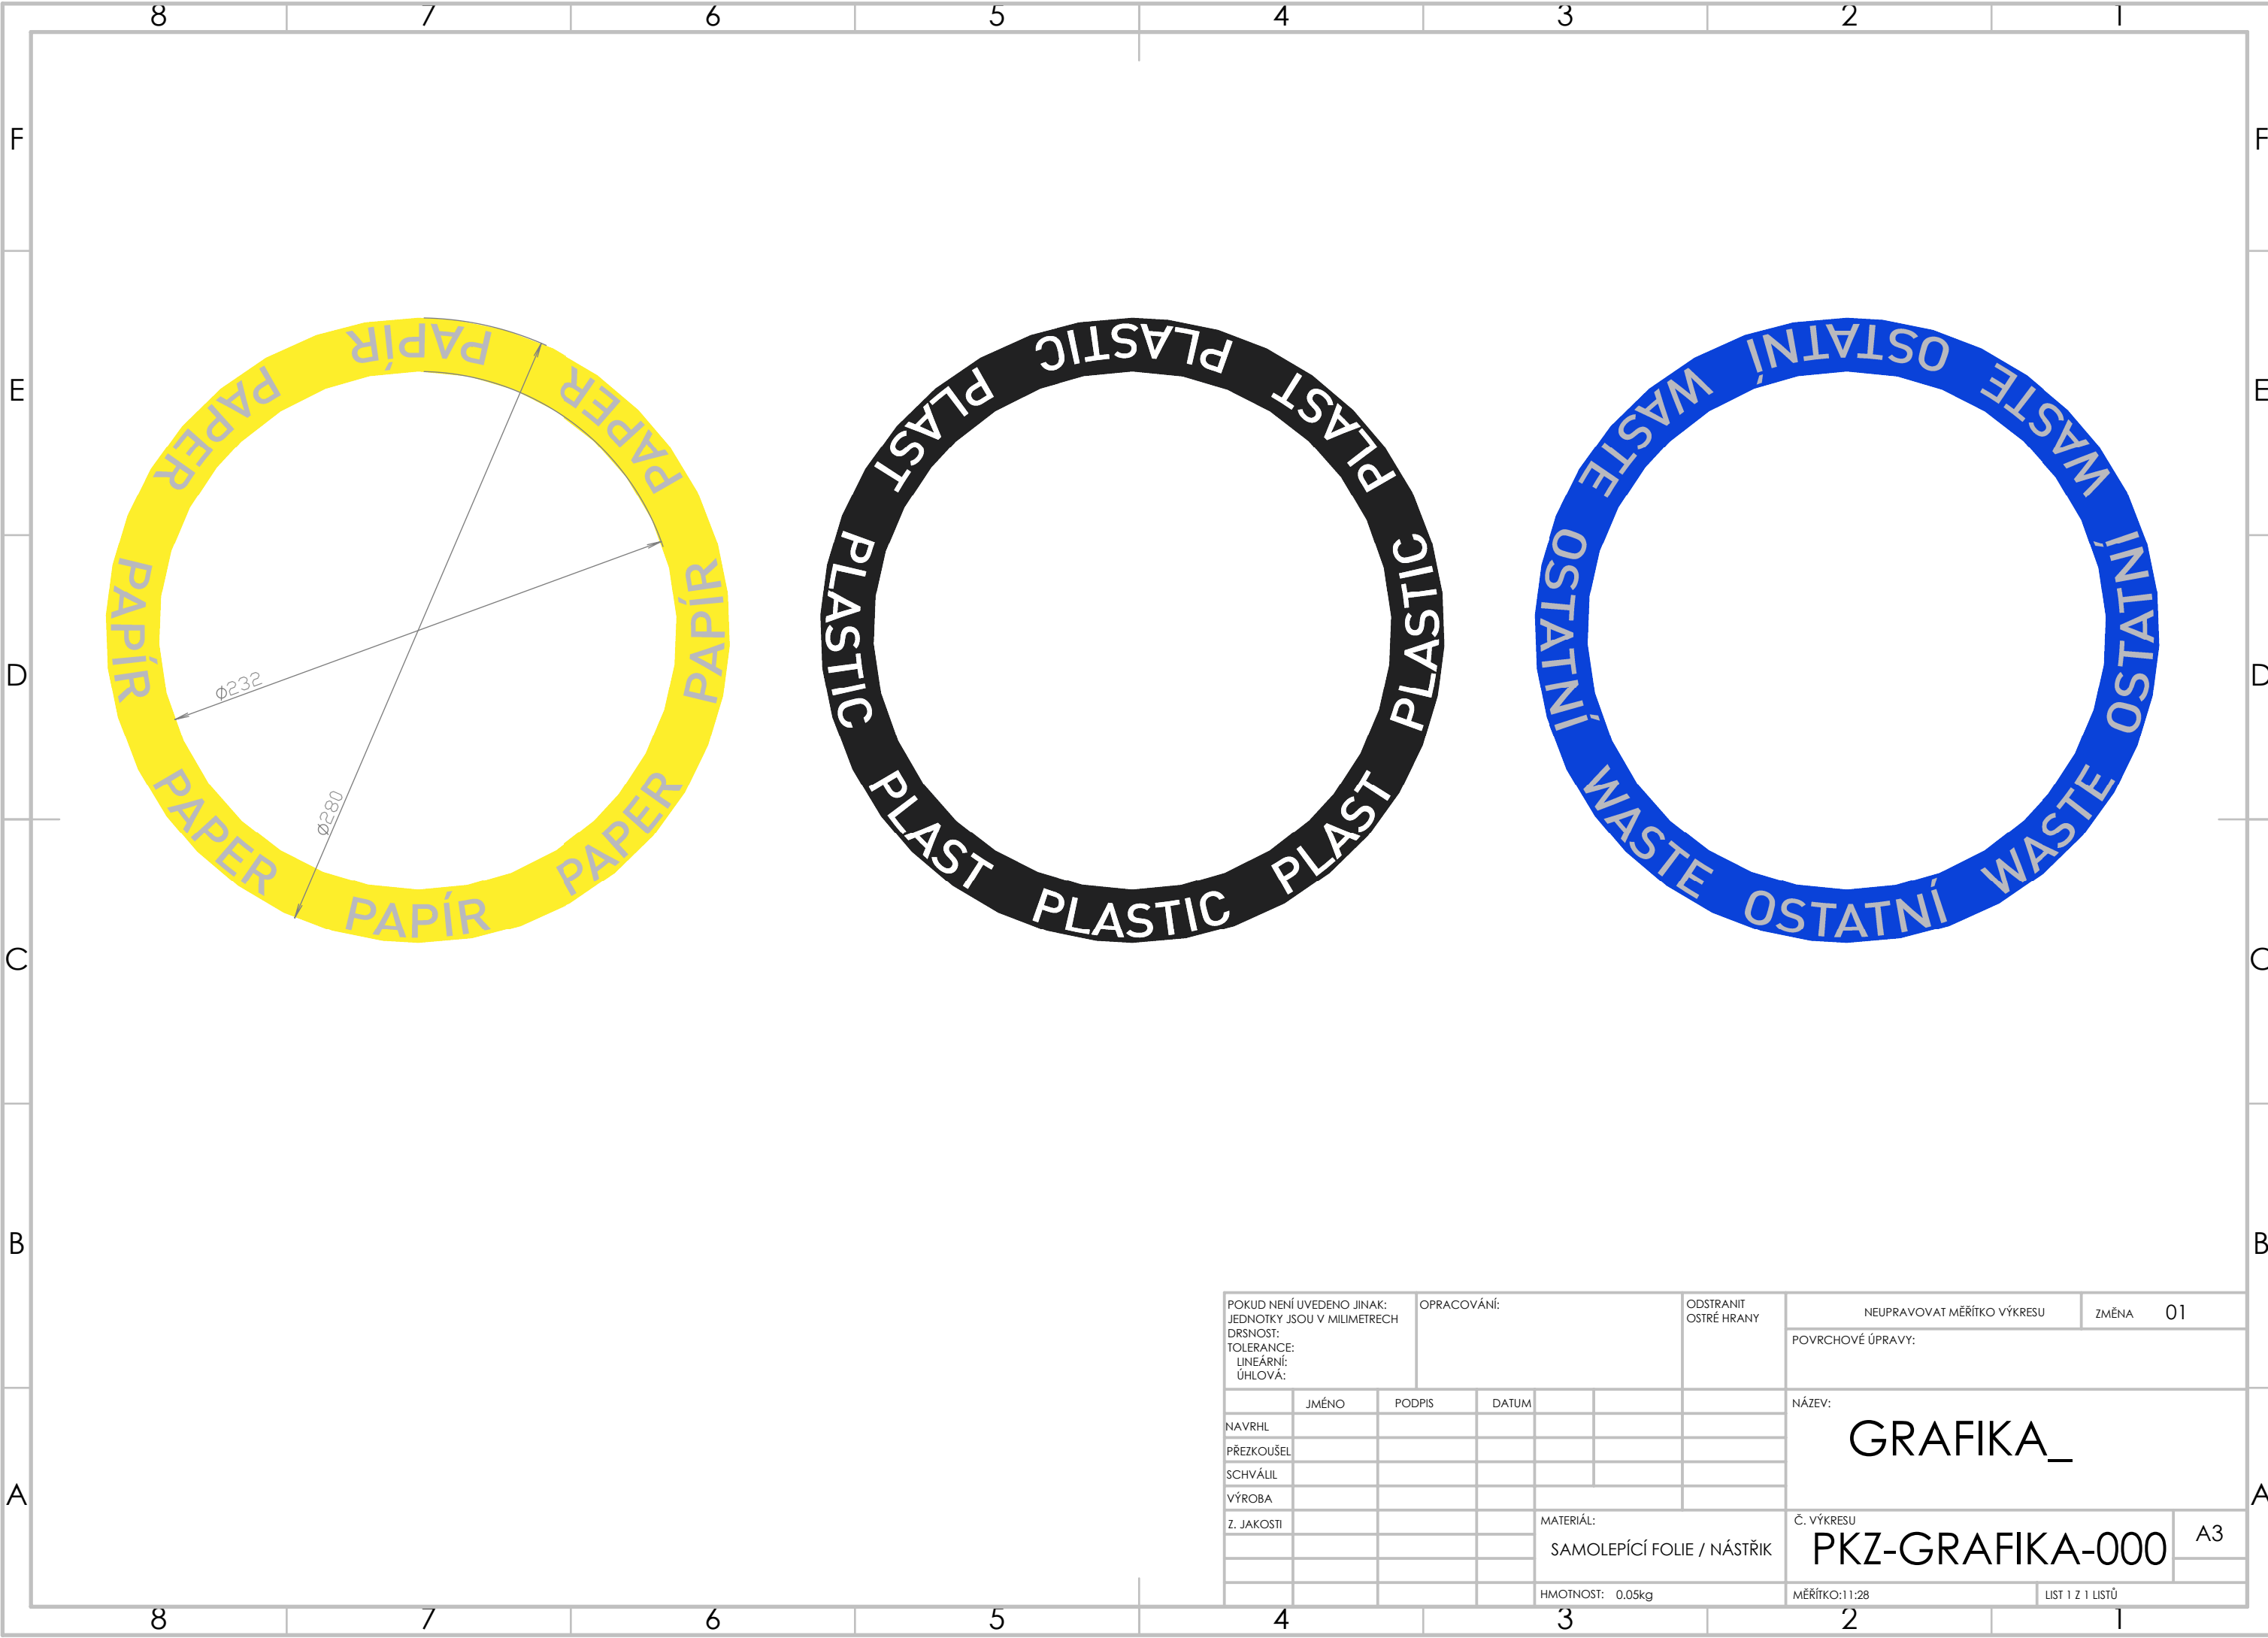 8 7 6 5 4 3 2 1
F F
E E
D D
C C
B B
A A
PAPÍR PAPER PAPÍR PAPER PAPÍR PAPER PAPÍR PAPER
Ø232
Ø280
PLASTIC PLAST PLASTIC PLAST PLASTIC PLAST PLASTIC PLAST
OSTATNÍ WASTE OSTATNÍ WASTE OSTATNÍ WASTE OSTATNÍ WASTE
POKUD NENÍ UVEDENO JINAK:
JEDNOTKY JSOU V MILIMETRECH
DRSNOST:
TOLERANCE:
LINEÁRNÍ:
ÚHLOVÁ:
OPRACOVÁNÍ:
ODSTRANIT
OSTRÉ HRANY
NEUPRAVOVAT MĚŘÍTKO VÝKRESU
ZMĚNA 01
POVRCHOVÉ ÚPRAVY:
JMÉNO PODPIS DATUM
NAVRHL
PŘEZKOUŠEL
SCHVÁLIL
VÝROBA
Z. JAKOSTI
NÁZEV:
GRAFIKA_
MATERIÁL:
SAMOLEPÍCÍ FOLIE / NÁSTŘIK
Č. VÝKRESU
PKZ-GRAFIKA-000
A3
HMOTNOST: 0.05kg
MĚŘÍTKO:11:28
LIST 1 Z 1 LISTŮ
8 7 6 5 4 3 2 1